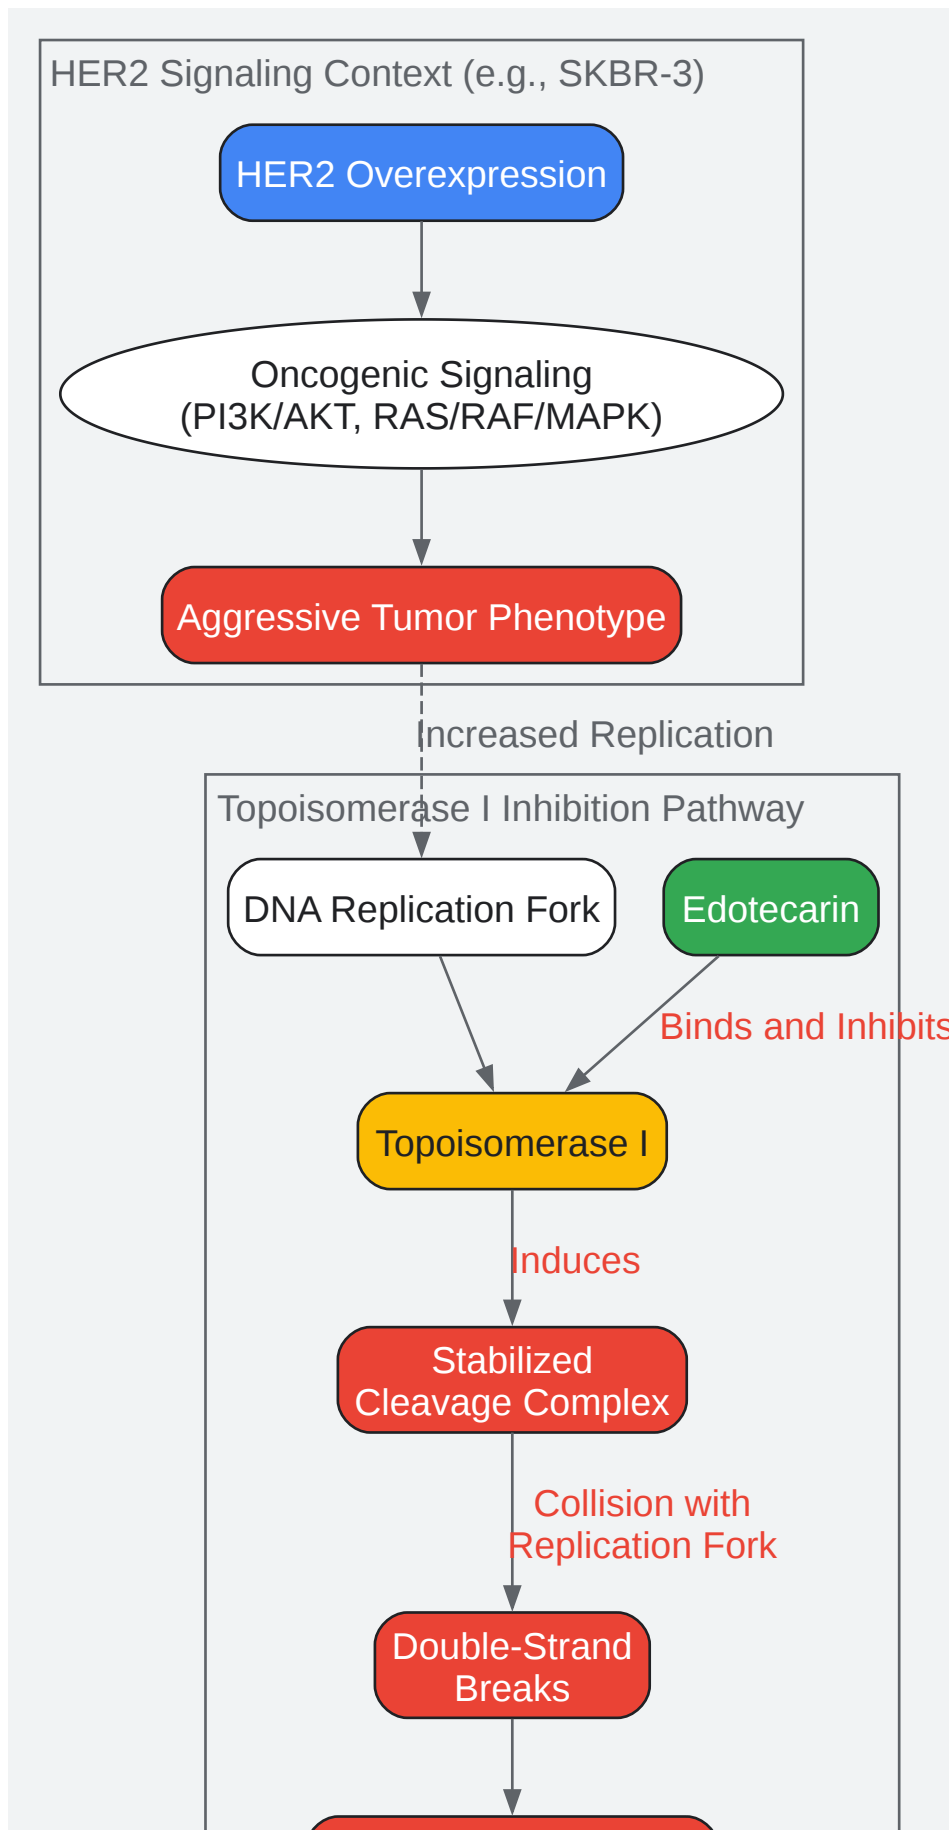 HER2 Signaling Context (e.g., SKBR-3)
HER2 Overexpression
Oncogenic Signaling
(PI3K/AKT, RAS/RAF/MAPK)
Aggressive Tumor Phenotype
Increased Replication
Topoisomerase I Inhibition Pathway
DNA Replication Fork
Edotecarin
Binds and Inhibits
Topoisomerase I
Induces
Stabilized
Cleavage Complex
Collision with
Replication Fork
Double-Strand
Breaks